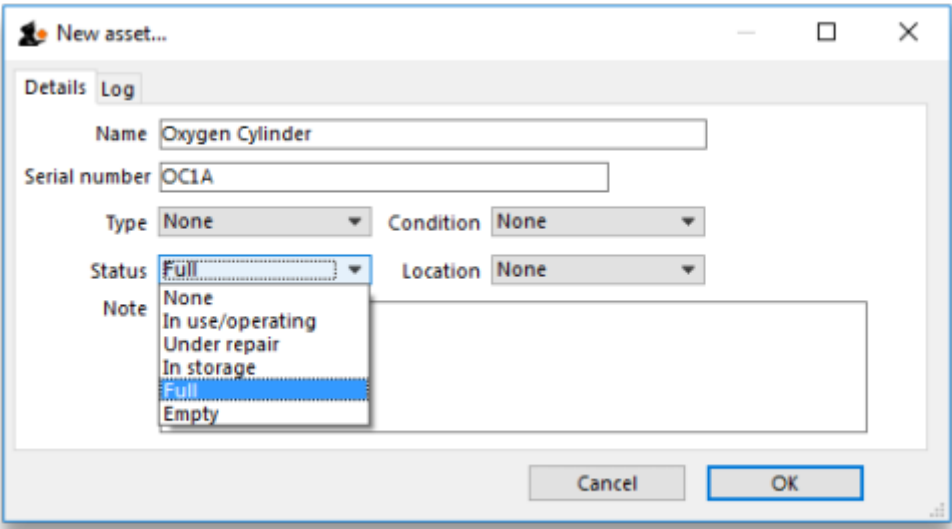 New asset...
Details Log
Name Oxygen Cylinder
Serial number OC1A
Type None Condition None
Status Full Location None
None
Note
In use/operating
Under repair
In storage
Full
Empty
Cancel OK